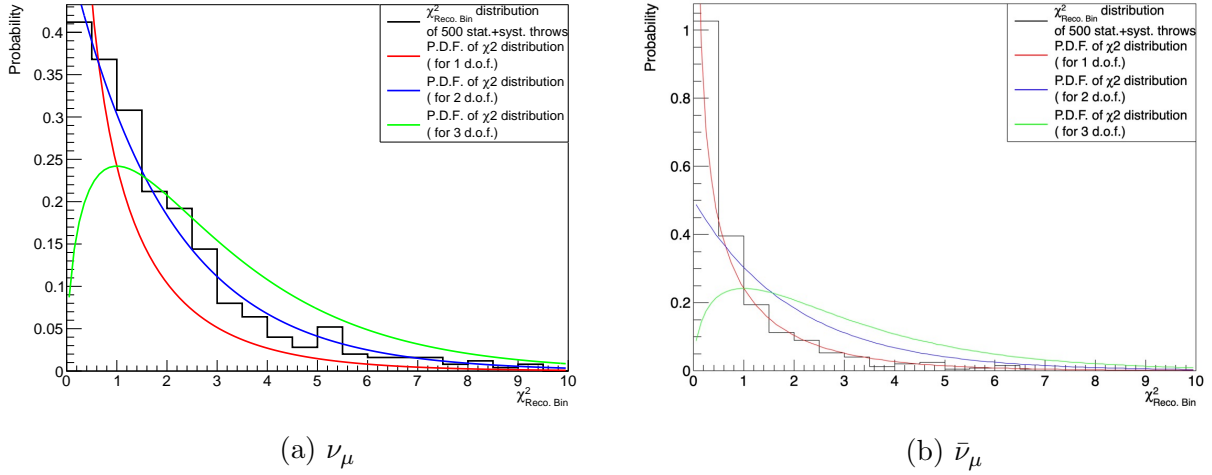 Probability
0.4
0.35
0.3
0.25
0.2
0.15
0.1
0.05
0
0 1 2 3 4 5 6 7 8 9 10
χ²Reco. Bin
χ²Reco. Bin distribution
of 500 stat.+syst. throws
P.D.F. of χ2 distribution
( for 1 d.o.f.)
P.D.F. of χ2 distribution
( for 2 d.o.f.)
P.D.F. of χ2 distribution
( for 3 d.o.f.)
(a) νμ
Probability
1
0.8
0.6
0.4
0.2
0
0 1 2 3 4 5 6 7 8 9 10
χ²Reco. Bin
χ²Reco. Bin distribution
of 500 stat.+syst. throws
P.D.F. of χ2 distribution
( for 1 d.o.f.)
P.D.F. of χ2 distribution
( for 2 d.o.f.)
P.D.F. of χ2 distribution
( for 3 d.o.f.)
(b) ν̄μ